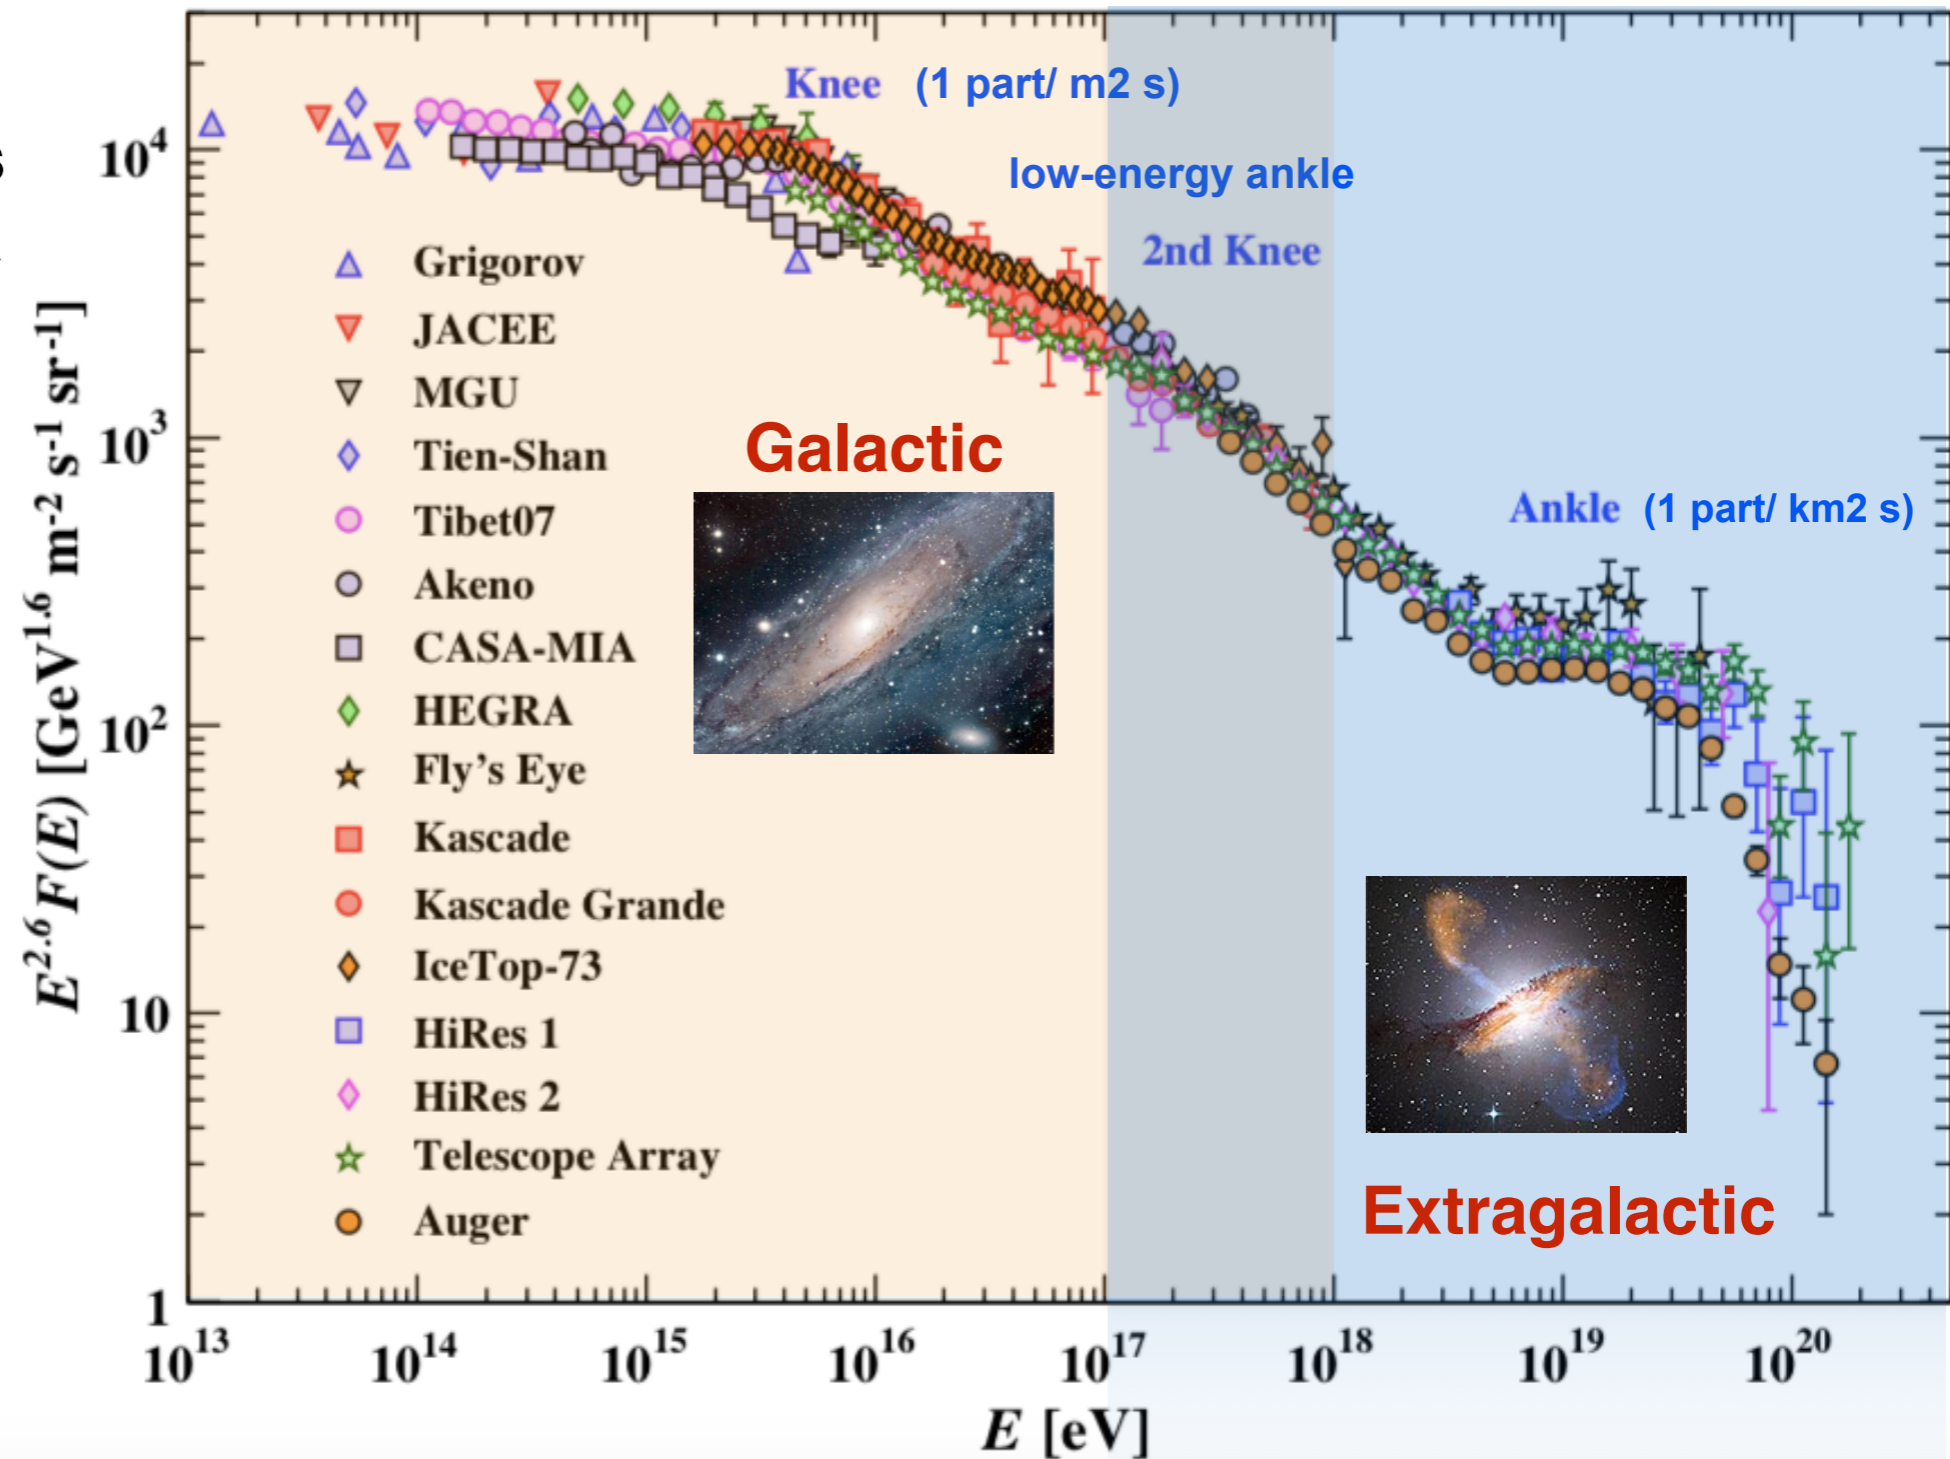 Knee (1 part/ m2 s)
low-energy ankle
2nd Knee
Galactic
Ankle (1 part/ km2 s)
Extragalactic
Grigorov
JACEE
MGU
Tien-Shan
Tibet07
Akeno
CASA-MIA
HEGRA
Fly's Eye
Kascade
Kascade Grande
IceTop-73
HiRes 1
HiRes 2
Telescope Array
Auger
E^2.6 F(E) [GeV^1.6 m^-2 s^-1 sr^-1]
10^4
10^3
10^2
10
1
10^13 10^14 10^15 10^16 10^17 10^18 10^19 10^20
E [eV]